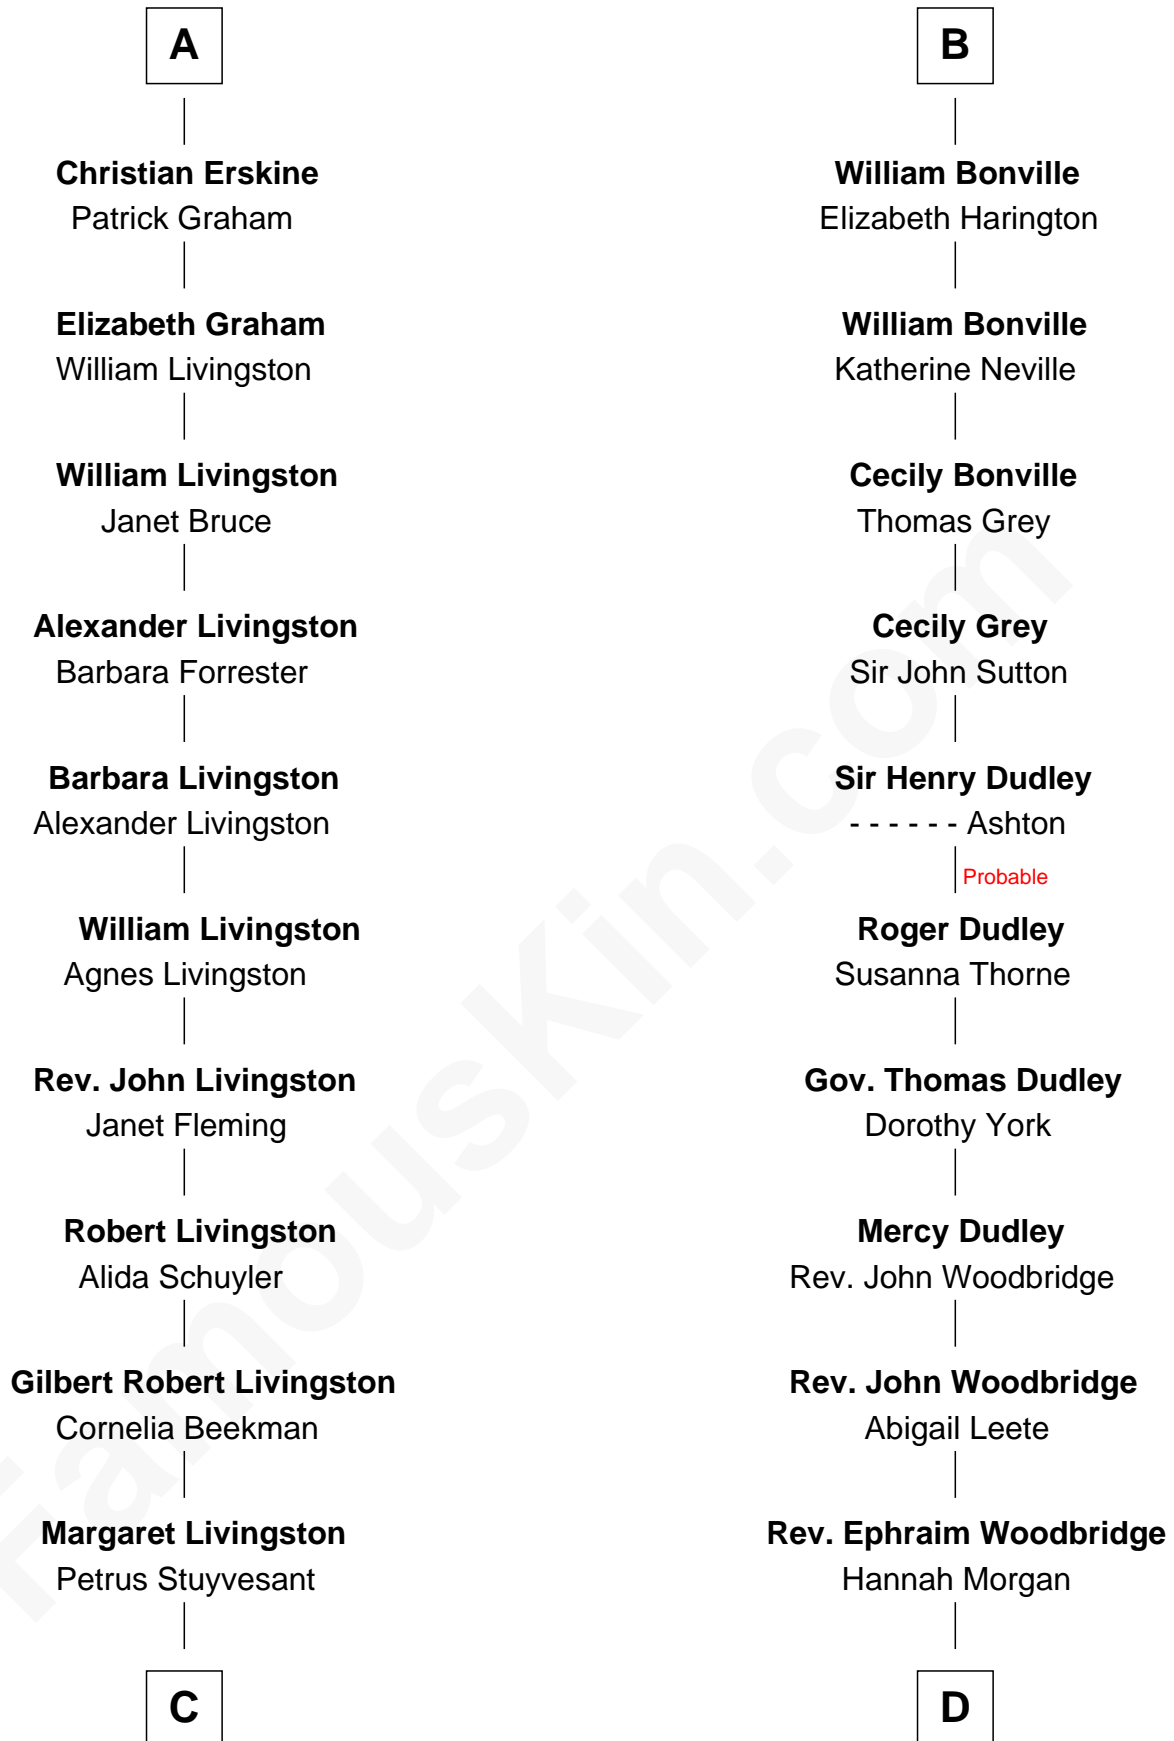 A
Christian Erskine
Patrick Graham
Elizabeth Graham
William Livingston
William Livingston
Janet Bruce
Alexander Livingston
Barbara Forrester
Barbara Livingston
Alexander Livingston
William Livingston
Agnes Livingston
Rev. John Livingston
Janet Fleming
Robert Livingston
Alida Schuyler
Gilbert Robert Livingston
Cornelia Beekman
Margaret Livingston
Petrus Stuyvesant
C
B
William Bonville
Elizabeth Harington
William Bonville
Katherine Neville
Cecily Bonville
Thomas Grey
Cecily Grey
Sir John Sutton
Sir Henry Dudley
- - - - - - Ashton
Probable
Roger Dudley
Susanna Thorne
Gov. Thomas Dudley
Dorothy York
Mercy Dudley
Rev. John Woodbridge
Rev. John Woodbridge
Abigail Leete
Rev. Ephraim Woodbridge
Hannah Morgan
D
FamousKin.com